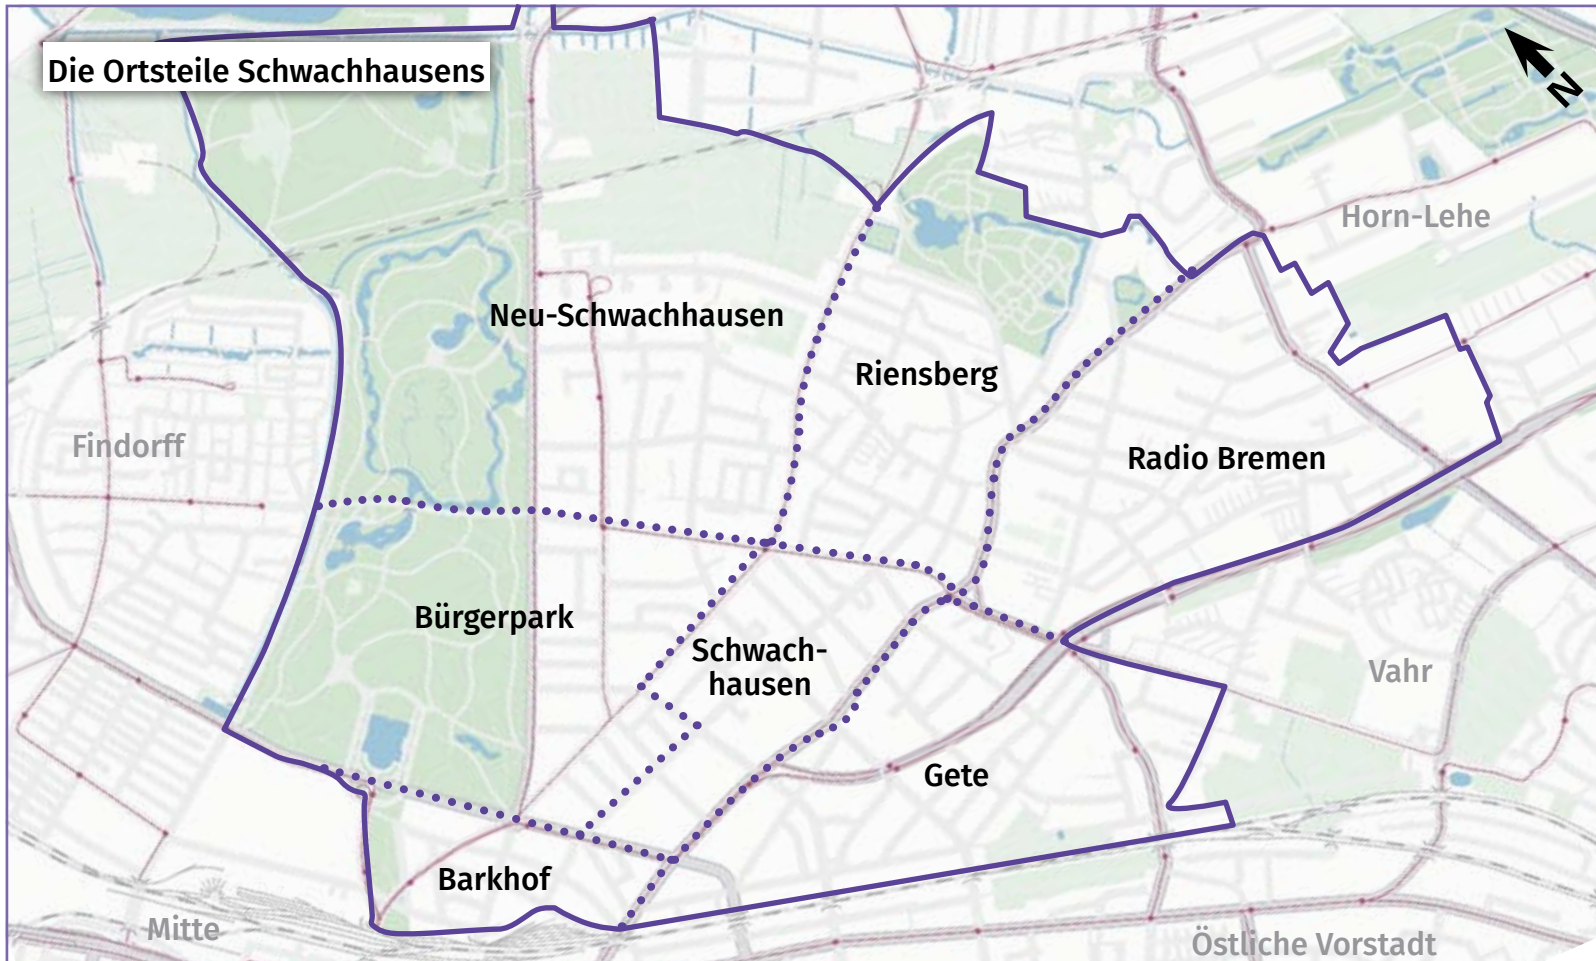 Die Ortsteile Schwachhausens
N
Horn-Lehe
Neu-Schwachhausen
Riensberg
Findorff
Radio Bremen
Bürgerpark
Schwach-
hausen
Vahr
Gete
Barkhof
Mitte
Östliche Vorstadt